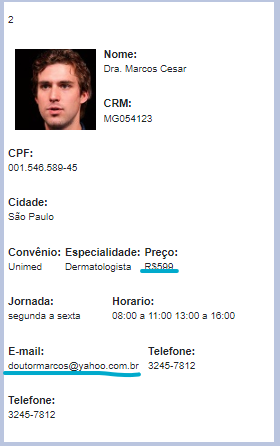 2
Nome:
Dra. Marcos Cesar
CRM:
MG054123
CPF:
001.546.589-45
Cidade:
São Paulo
Convênio: Especialidade: Preço:
Unimed Dermatologista R$599
Jornada: Horario:
segunda a sexta 08:00 a 11:00 13:00 a 16:00
E-mail: Telefone:
doutormarcos@yahoo.com.br 3245-7812
Telefone:
3245-7812